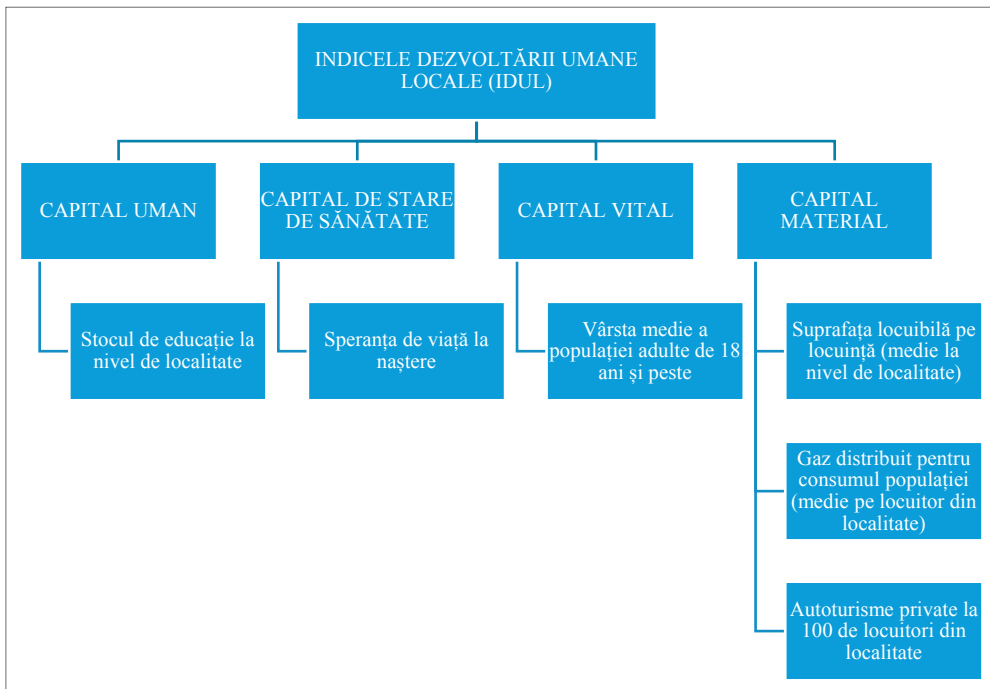 INDICELE DEZVOLTĂRII UMANE
LOCALE (IDUL)
CAPITAL UMAN
CAPITAL DE STARE
DE SĂNĂTATE
CAPITAL VITAL
CAPITAL
MATERIAL
Stocul de educație la
nivel de localitate
Speranța de viață la
naștere
Vârsta medie a
populației adulte de 18
ani și peste
Suprafața locuibilă pe
locuință (medie la
nivel de localitate)
Gaz distribuit pentru
consumul populației
(medie pe locuitor din
localitate)
Autoturisme private la
100 de locuitori din
localitate